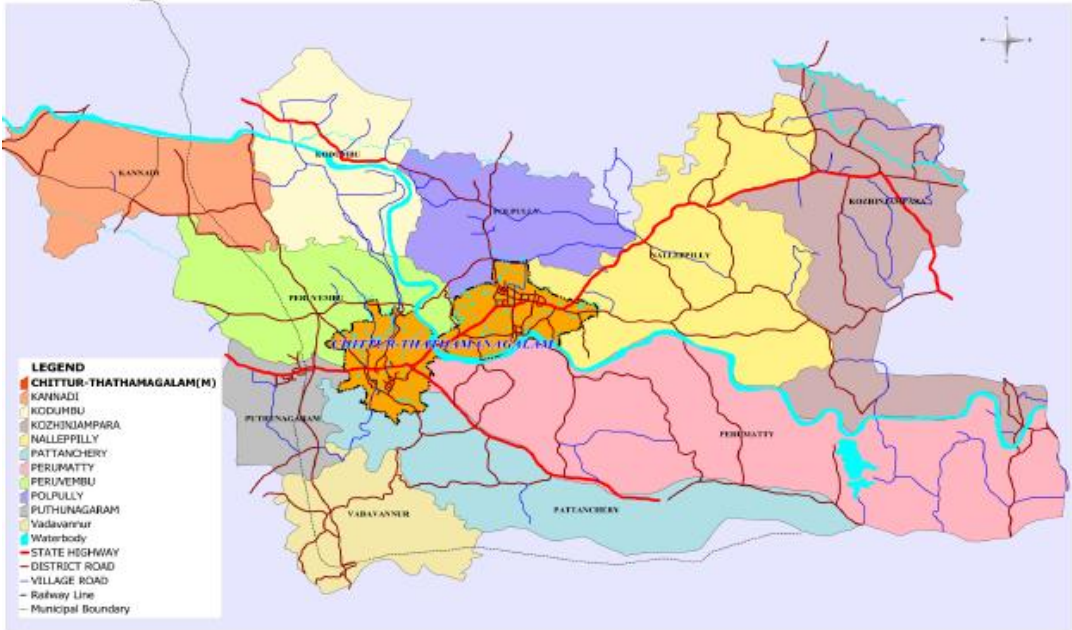 KODUMBU
KANNADI
POLPULLY
KOZHINJAMPARA
NALLEPPILLY
PERUVEMBU
CHITTUR-THATHAMANAGALAM
PUTHUNAGARAM
PERUMATTY
VADAVANNUR
PATTANCHERY
LEGEND
CHITTUR-THATHAMAGALAM(M)
KANNADI
KODUMBU
KOZHINJAMPARA
NALLEPPILLY
PATTANCHERY
PERUMATTY
PERUVEMBU
POLPULLY
PUTHUNAGARAM
Vadavannur
Waterbody
STATE HIGHWAY
DISTRICT ROAD
VILLAGE ROAD
Railway Line
Municipal Boundary